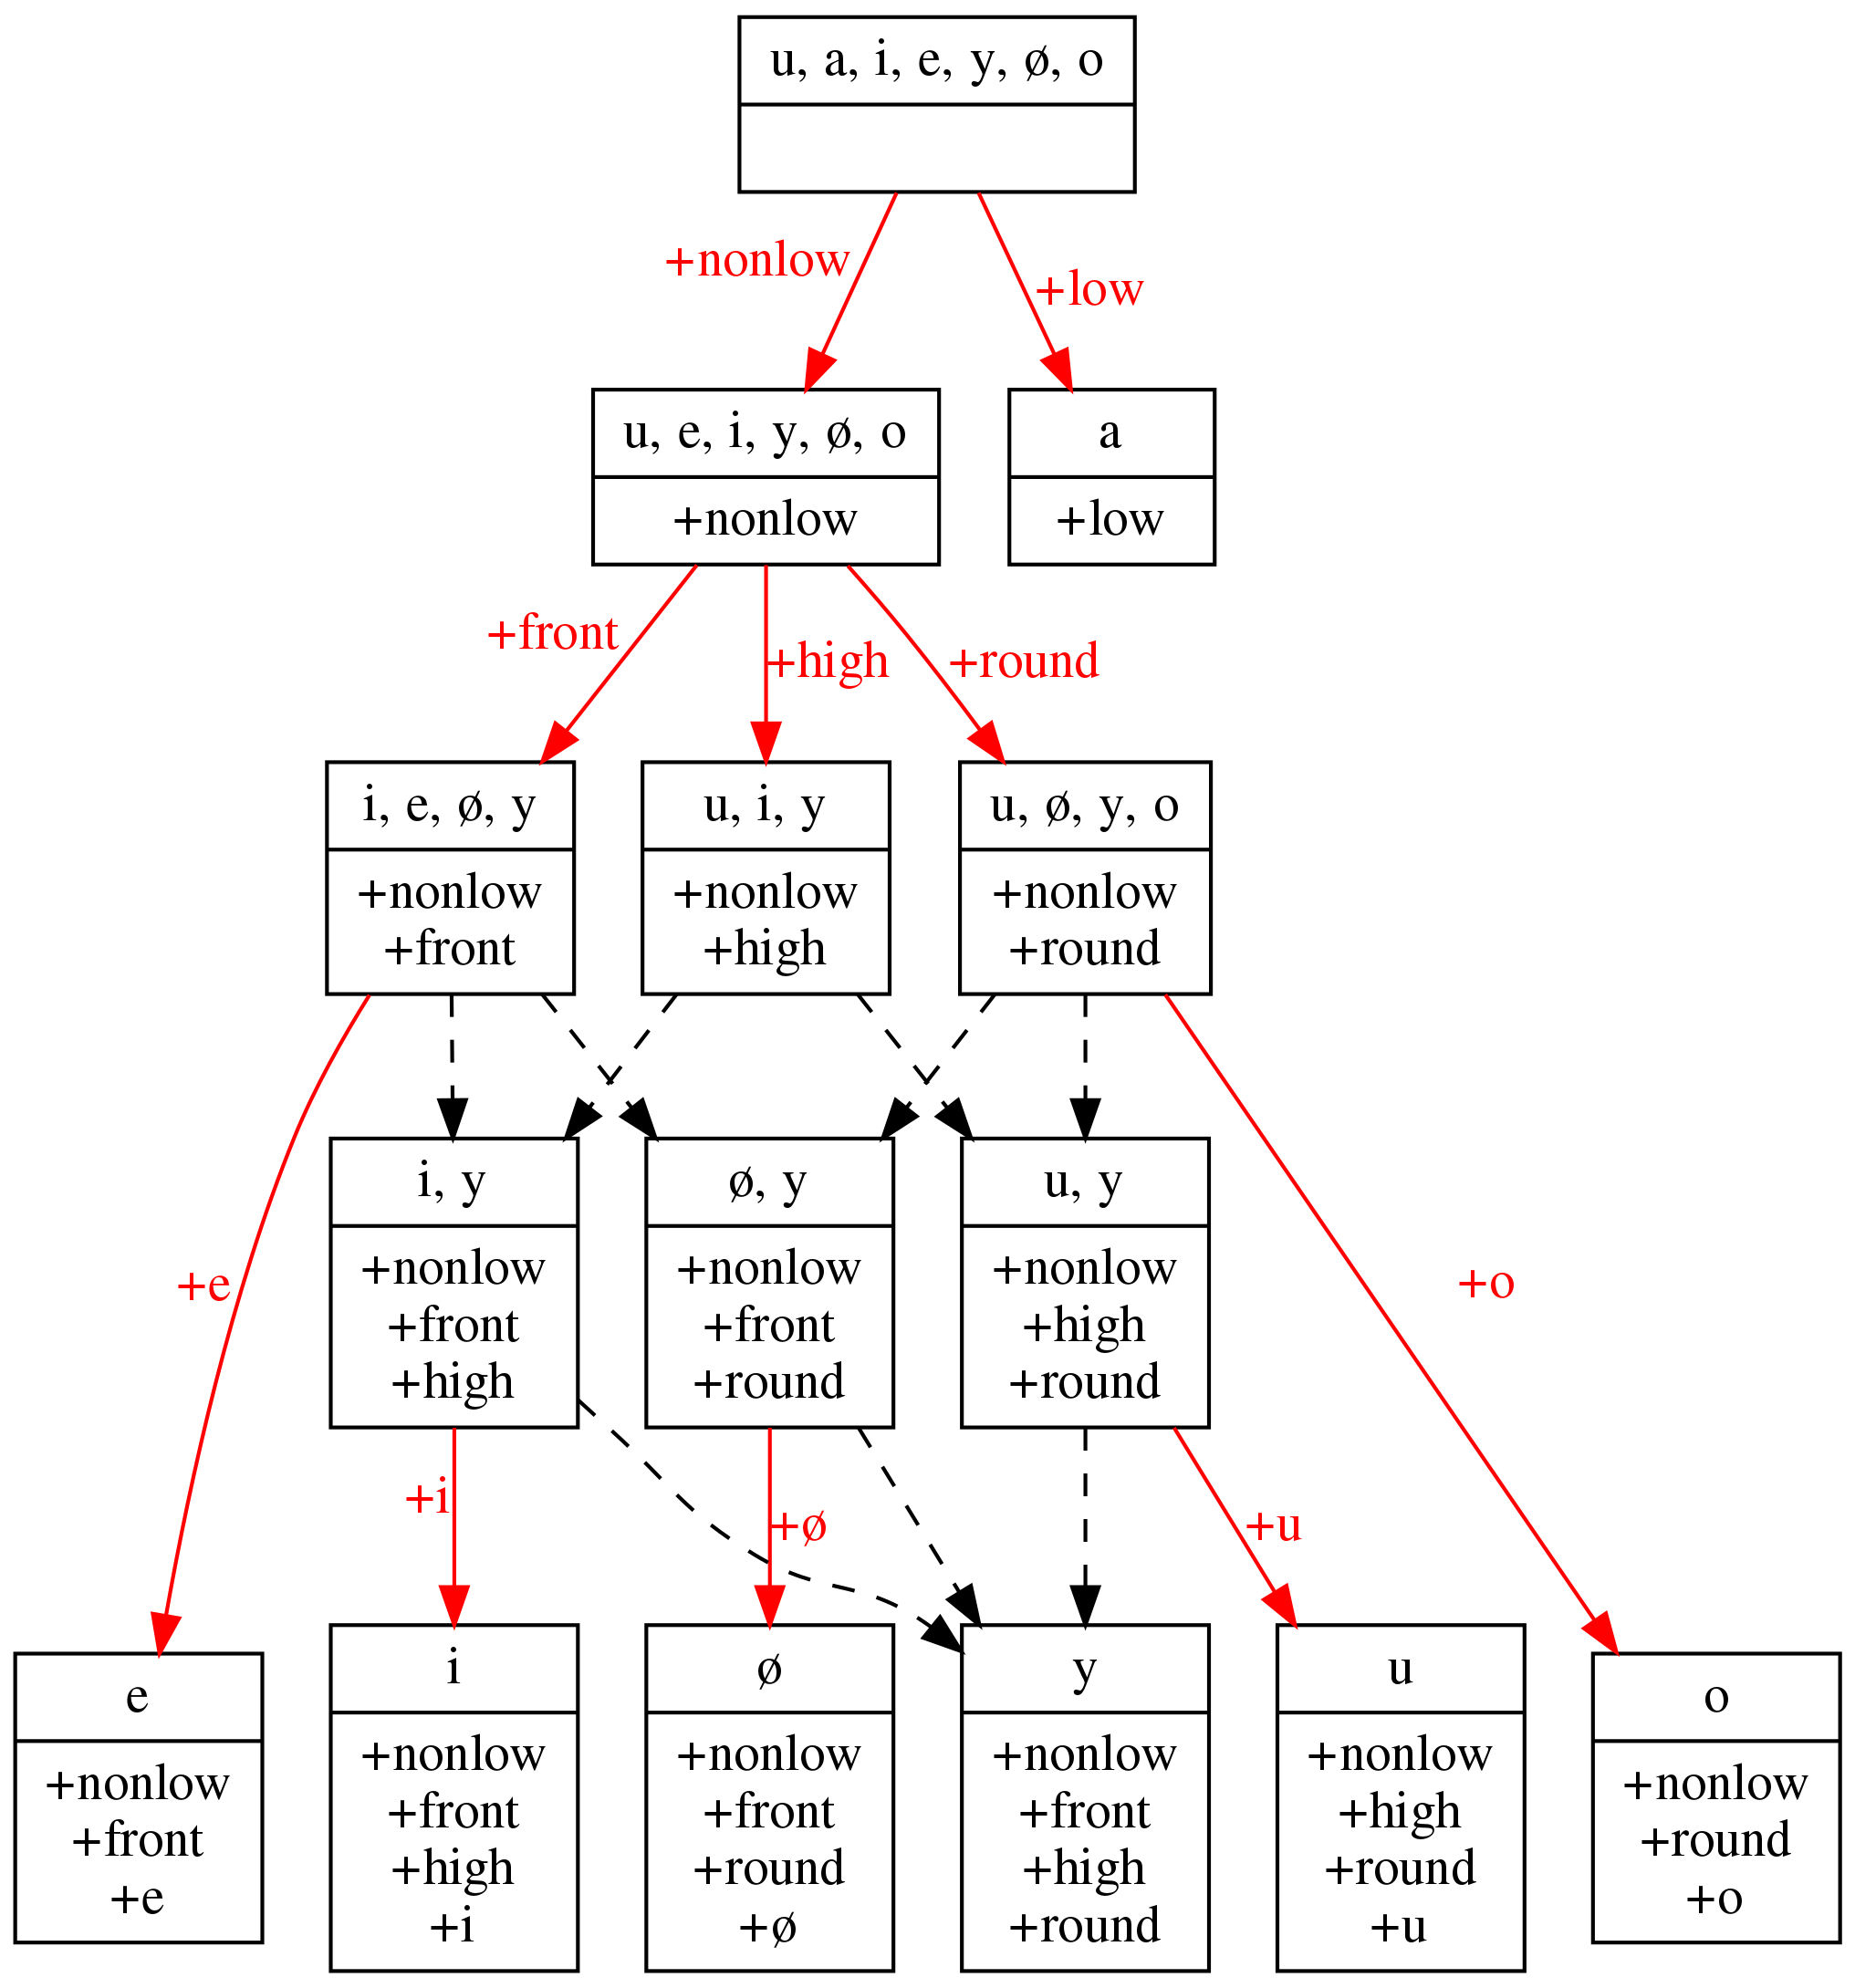 u, a, i, e, y, ø, o
+nonlow
+low
u, e, i, y, ø, o
+nonlow
a
+low
+front
+high
+round
i, e, ø, y
+nonlow
+front
u, i, y
+nonlow
+high
u, ø, y, o
+nonlow
+round
i, y
+nonlow
+front
+high
ø, y
+nonlow
+front
+round
u, y
+nonlow
+high
+round
+e
+o
+i
+ø
+u
e
+nonlow
+front
+e
i
+nonlow
+front
+high
+i
ø
+nonlow
+front
+round
+ø
y
+nonlow
+front
+high
+round
u
+nonlow
+high
+round
+u
o
+nonlow
+round
+o